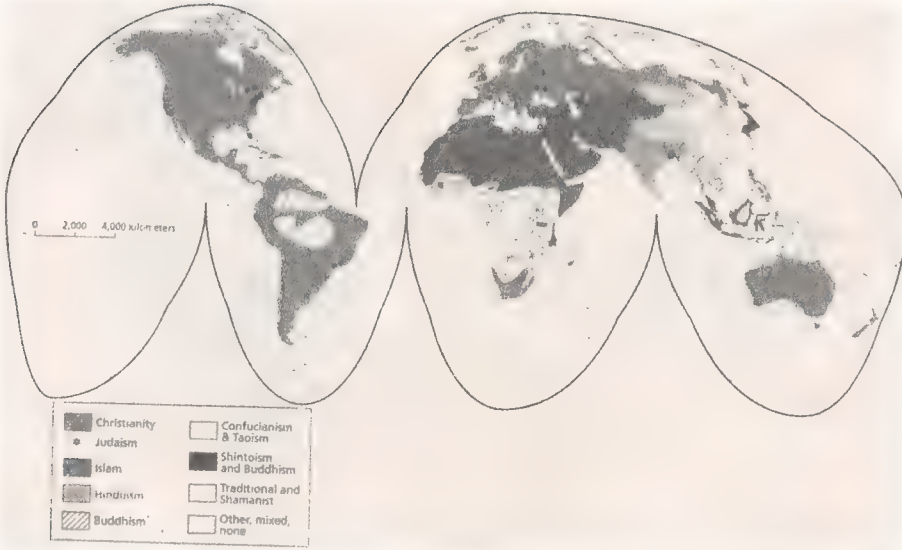 0 2,000 4,000 kilometers
Christianity
Judaism
Islam
Hinduism
Buddhism
Confucianism
& Taoism
Shintoism
and Buddhism
Traditional and
Shamanist
Other, mixed,
none